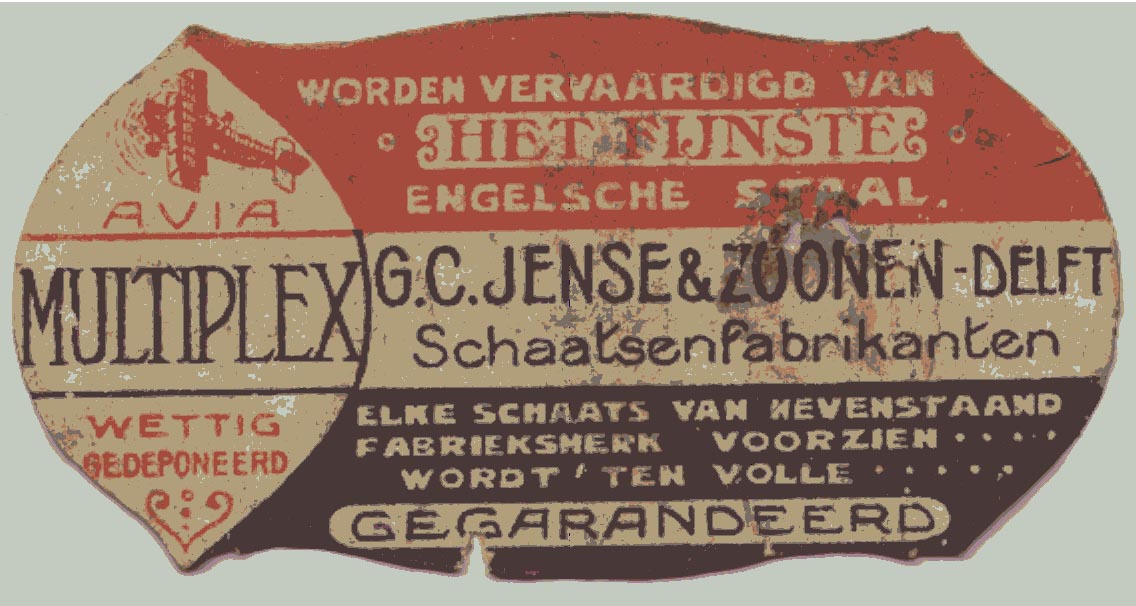 AVIA
MULTIPLEX
WETTIG
GEDEPONEERD
WORDEN VERVAARDIGD VAN
HET FIJNSTE
ENGELSCHE STAAL.
G.C. JENSE & ZOONEN - DELFT
Schaatsenfabrikanten
ELKE SCHAATS VAN NEVENSTAAND
FABRIEKSMERK VOORZIEN ....
WORDT TEN VOLLE ......
GEGARANDEERD